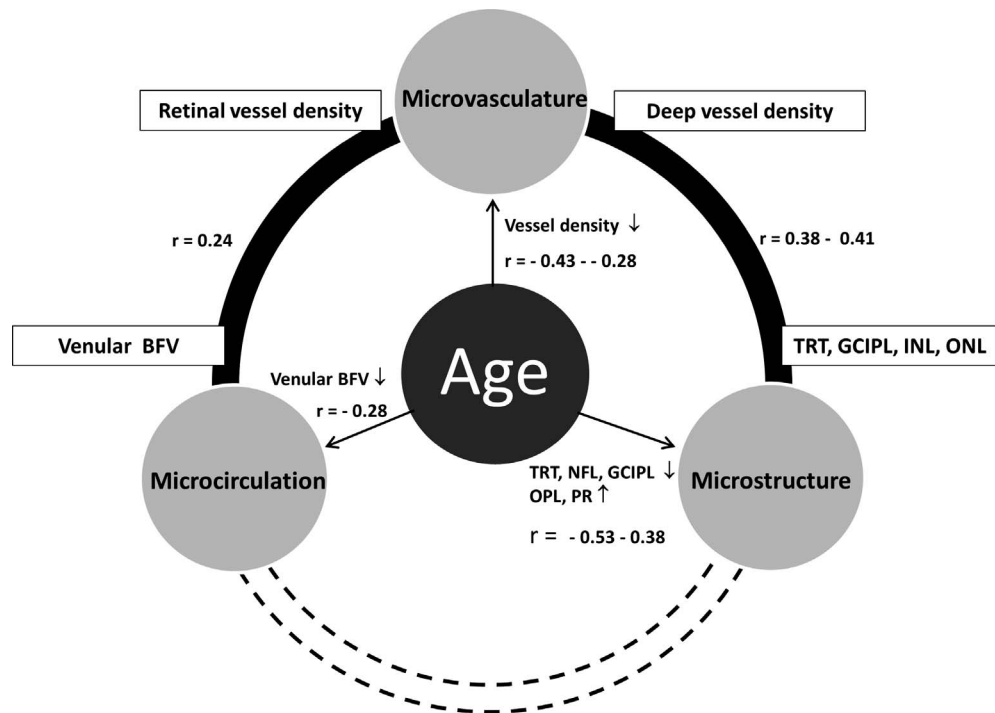 Microvasculature
Retinal vessel density
Deep vessel density
Vessel density ↓
r = - 0.43 - - 0.28
r = 0.24
r = 0.38 - 0.41
Venular BFV
TRT, GCIPL, INL, ONL
Age
Venular BFV ↓
r = - 0.28
Microcirculation
TRT, NFL, GCIPL ↓
OPL, PR ↑
r = - 0.53 - 0.38
Microstructure